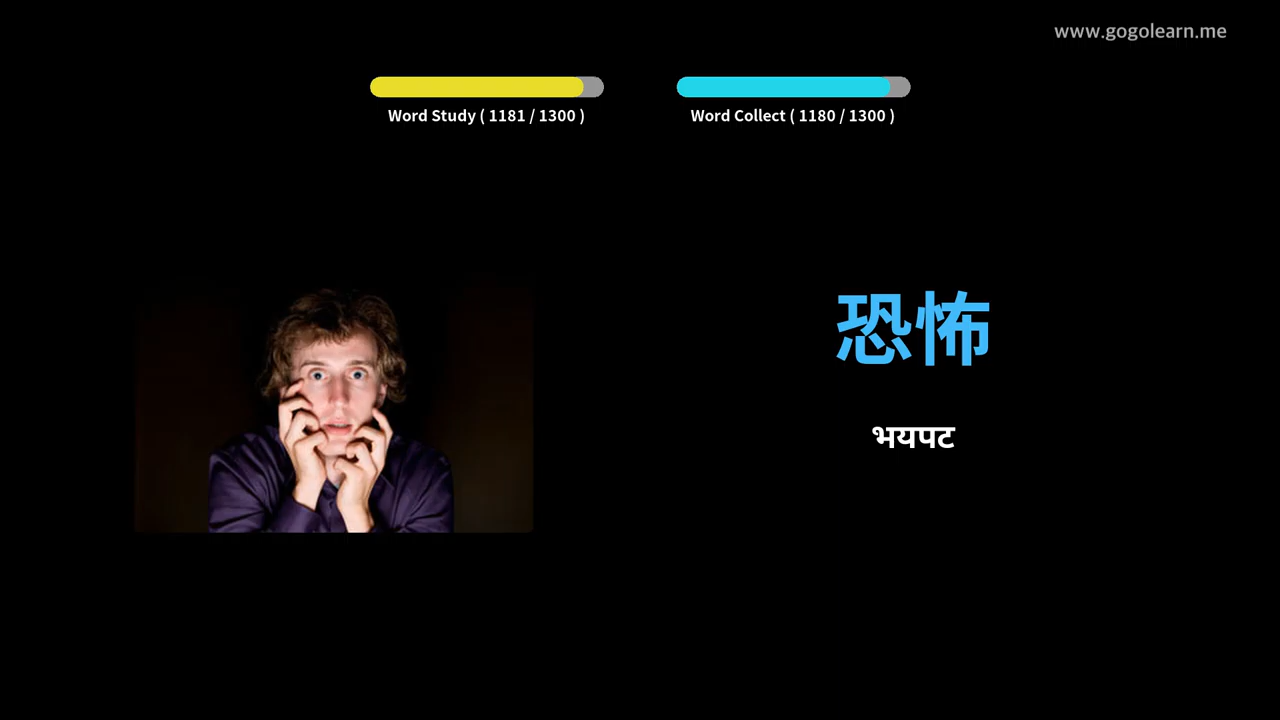 www.gogolearn.me
Word Study ( 1181 / 1300 )
Word Collect ( 1180 / 1300 )
恐怖
भयपट